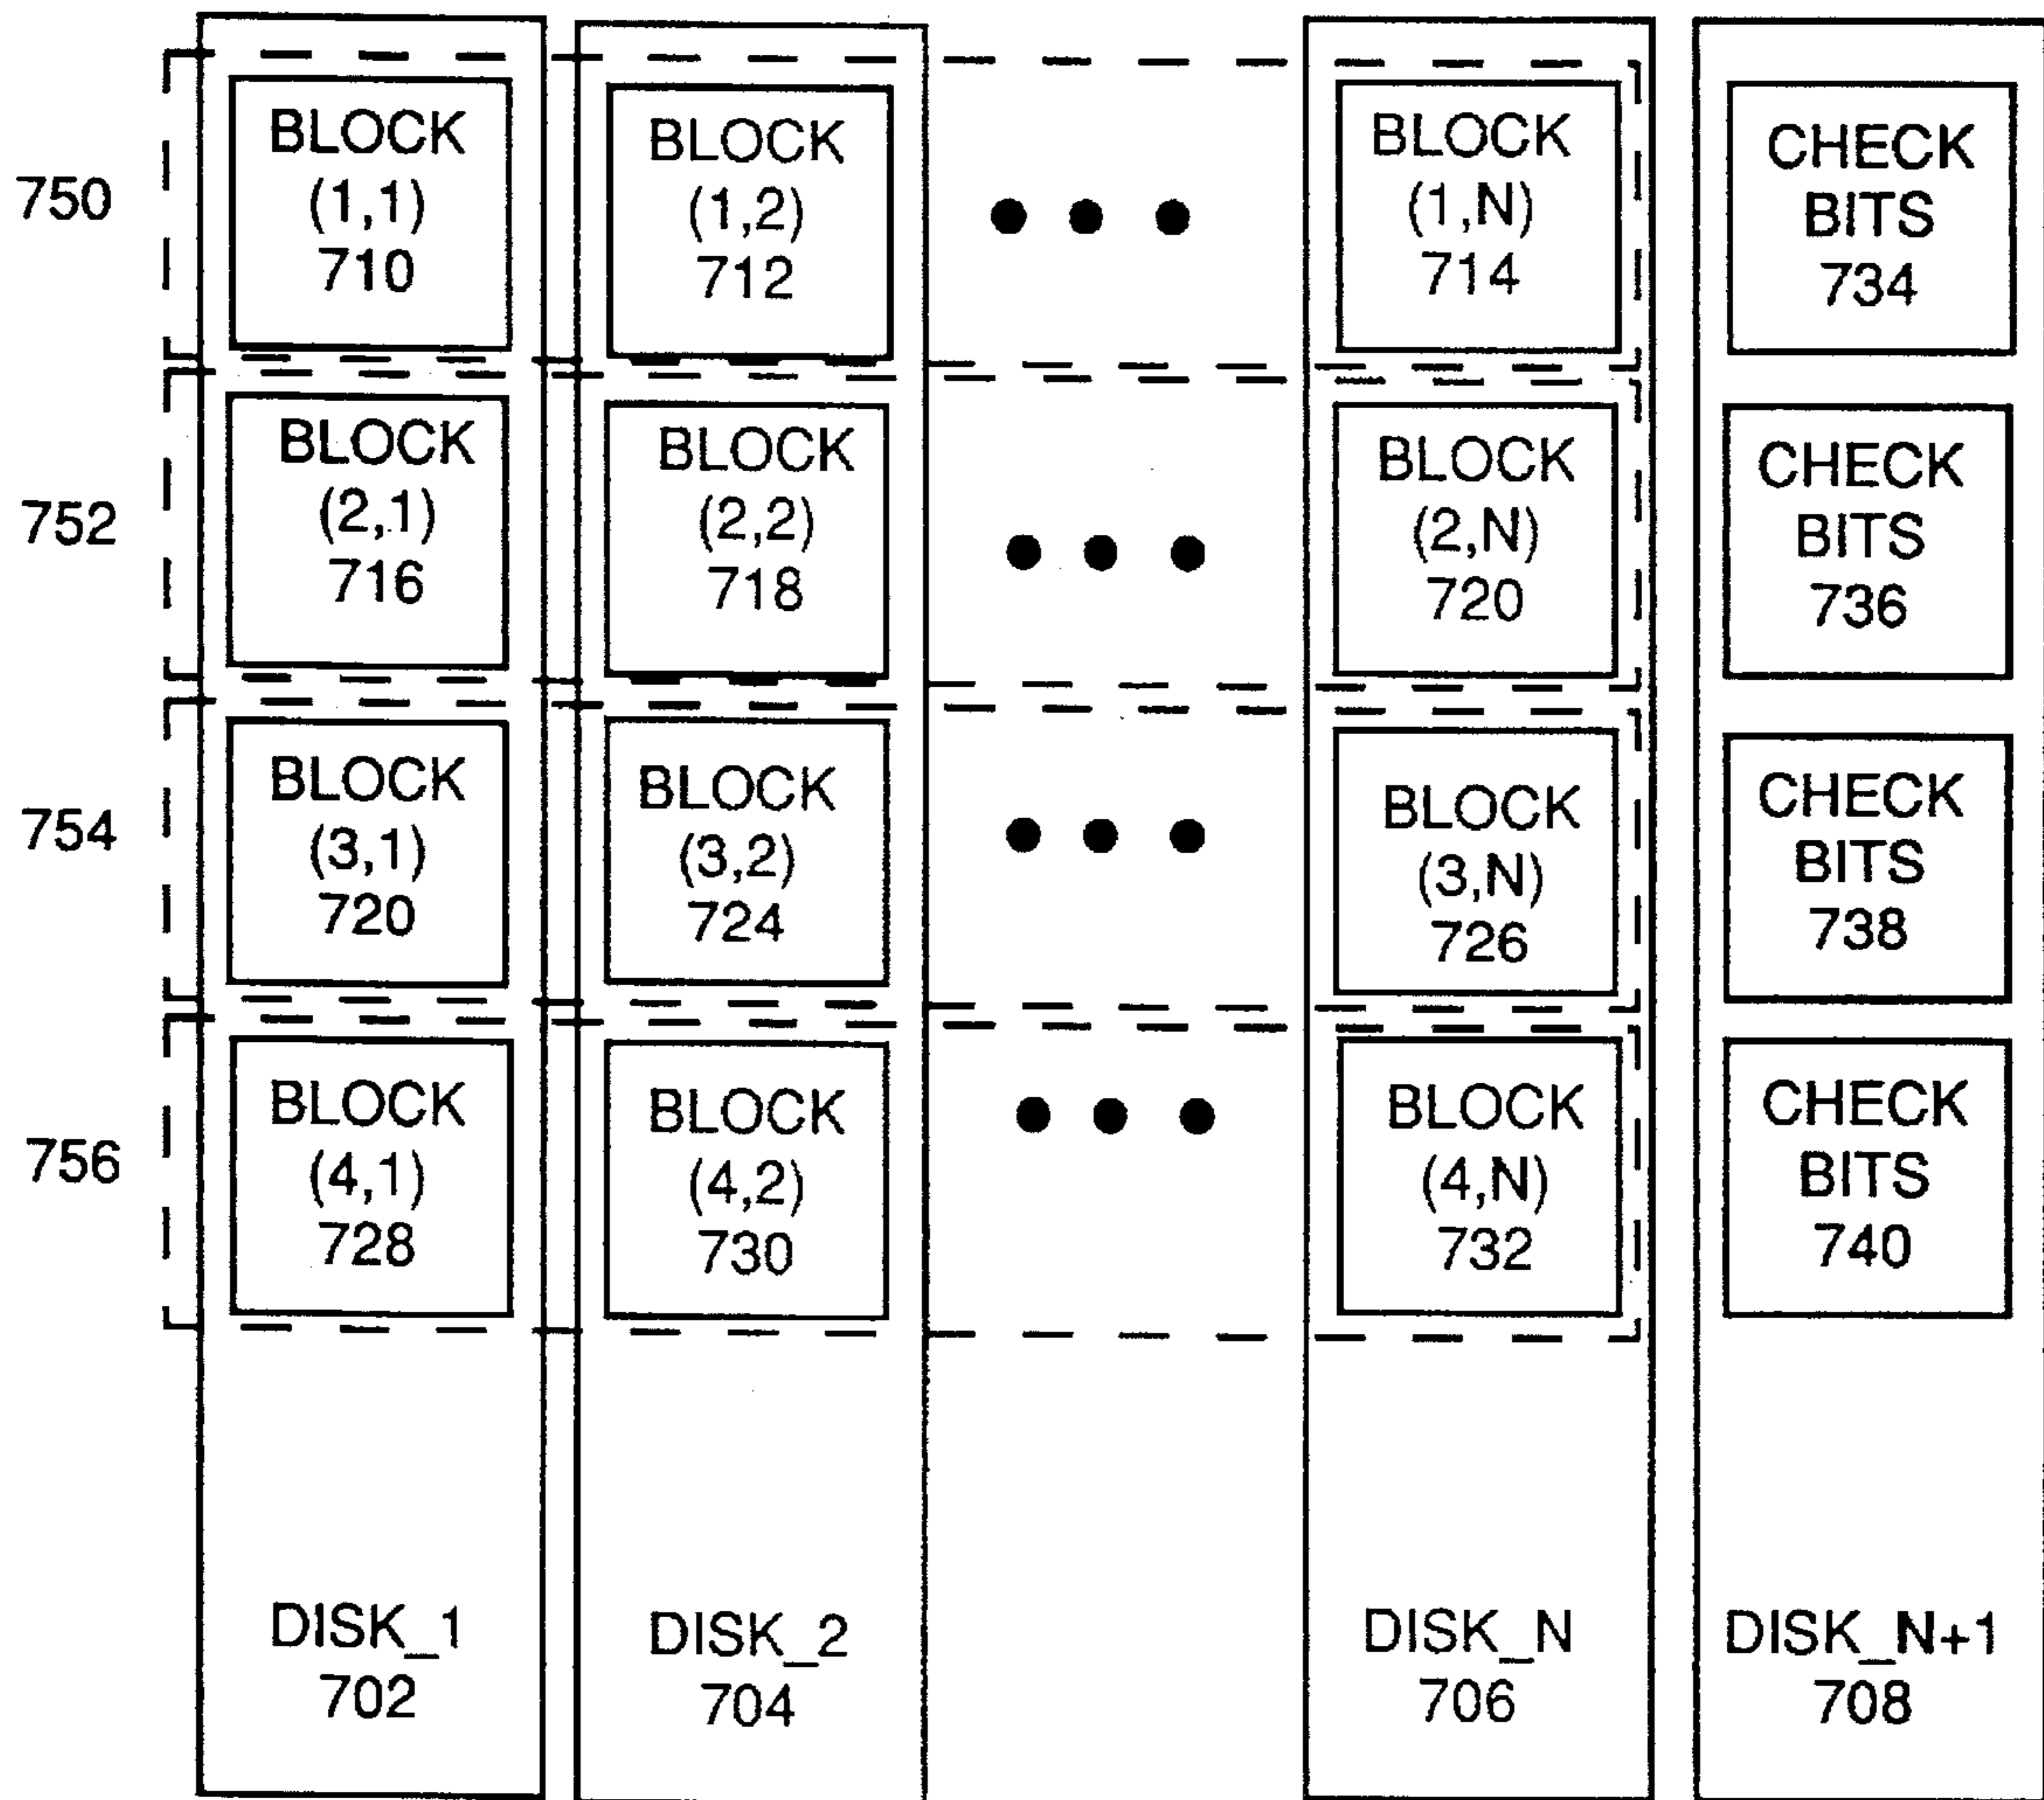 750
BLOCK
(1,1)
710
BLOCK
(1,2)
712
BLOCK
(1,N)
714
CHECK
BITS
734
752
BLOCK
(2,1)
716
BLOCK
(2,2)
718
BLOCK
(2,N)
720
CHECK
BITS
736
754
BLOCK
(3,1)
720
BLOCK
(3,2)
724
BLOCK
(3,N)
726
CHECK
BITS
738
756
BLOCK
(4,1)
728
BLOCK
(4,2)
730
BLOCK
(4,N)
732
CHECK
BITS
740
DISK_1
702
DISK_2
704
DISK_N
706
DISK_N+1
708